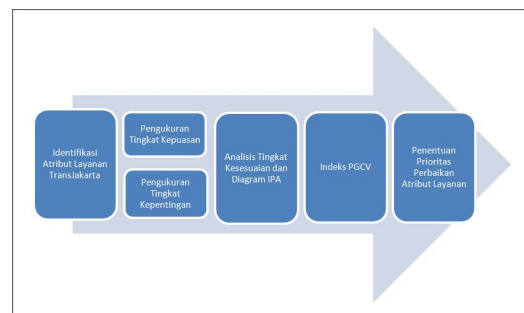 Identifikasi
Atribut Layanan
TransJakarta
Pengukuran
Tingkat Kepuasan
Pengukuran
Tingkat
Kepentingan
Analisis Tingkat
Kesesuaian dan
Diagram IPA
Indeks PGCV
Penentuan
Prioritas
Perbaikan
Atribut Layanan